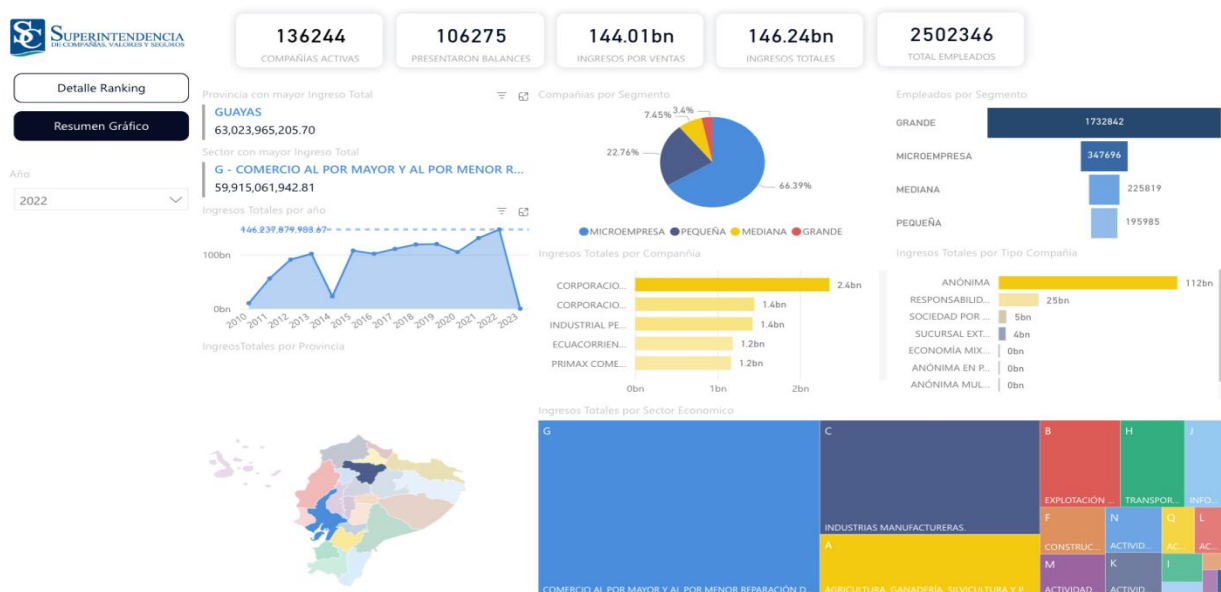 SUPERINTENDENCIA
DE COMPAÑÍAS, VALORES Y SEGUROS
136244
COMPAÑÍAS ACTIVAS
106275
PRESENTARON BALANCES
144.01bn
INGRESOS POR VENTAS
146.24bn
INGRESOS TOTALES
2502346
TOTAL EMPLEADOS
Detalle Ranking
Resumen Gráfico
Año
2022
Provincia con mayor Ingreso Total
GUAYAS
63,023,965,205.70
Sector con mayor Ingreso Total
G - COMERCIO AL POR MAYOR Y AL POR MENOR R...
59,915,061,942.81
Ingresos Totales por año
146.237.879.983.67
100bn
0bn
2010 2011 2012 2013 2014 2015 2016 2017 2018 2019 2020 2021 2022 2023
IngreosTotales por Provincia
Compañias por Segmento
7.45%
3.4%
22.76%
66.39%
MICROEMPRESA PEQUEÑA MEDIANA GRANDE
Empleados por Segmento
GRANDE 1732842
MICROEMPRESA 347696
MEDIANA 225819
PEQUEÑA 195985
Ingresos Totales por Companñia
CORPORACIO... 2.4bn
CORPORACIO... 1.4bn
INDUSTRIAL PE... 1.4bn
ECUACORRIEN... 1.2bn
PRIMAX COME... 1.2bn
0bn 1bn 2bn
Ingresos Totales por Tipo Compañia
ANÓNIMA 112bn
RESPONSABILID... 25bn
SOCIEDAD POR ... 5bn
SUCURSAL EXT... 4bn
ECONOMÍA MIX... 0bn
ANÓNIMA EN P... 0bn
ANÓNIMA MUL... 0bn
Ingresos Totales por Sector Economico
G
COMERCIO AL POR MAYOR Y AL POR MENOR REPARACIÓN D...
C
INDUSTRIAS MANUFACTURERAS.
A
AGRICULTURA, GANADERÍA, SILVICULTURA Y P...
B
EXPLOTACIÓN ...
H
TRANSPOR...
J
INFO...
F
CONSTRUC...
N
ACTIVID...
Q
AC...
L
AC...
M
ACTIVIDAD...
K
ACTIVID...
I